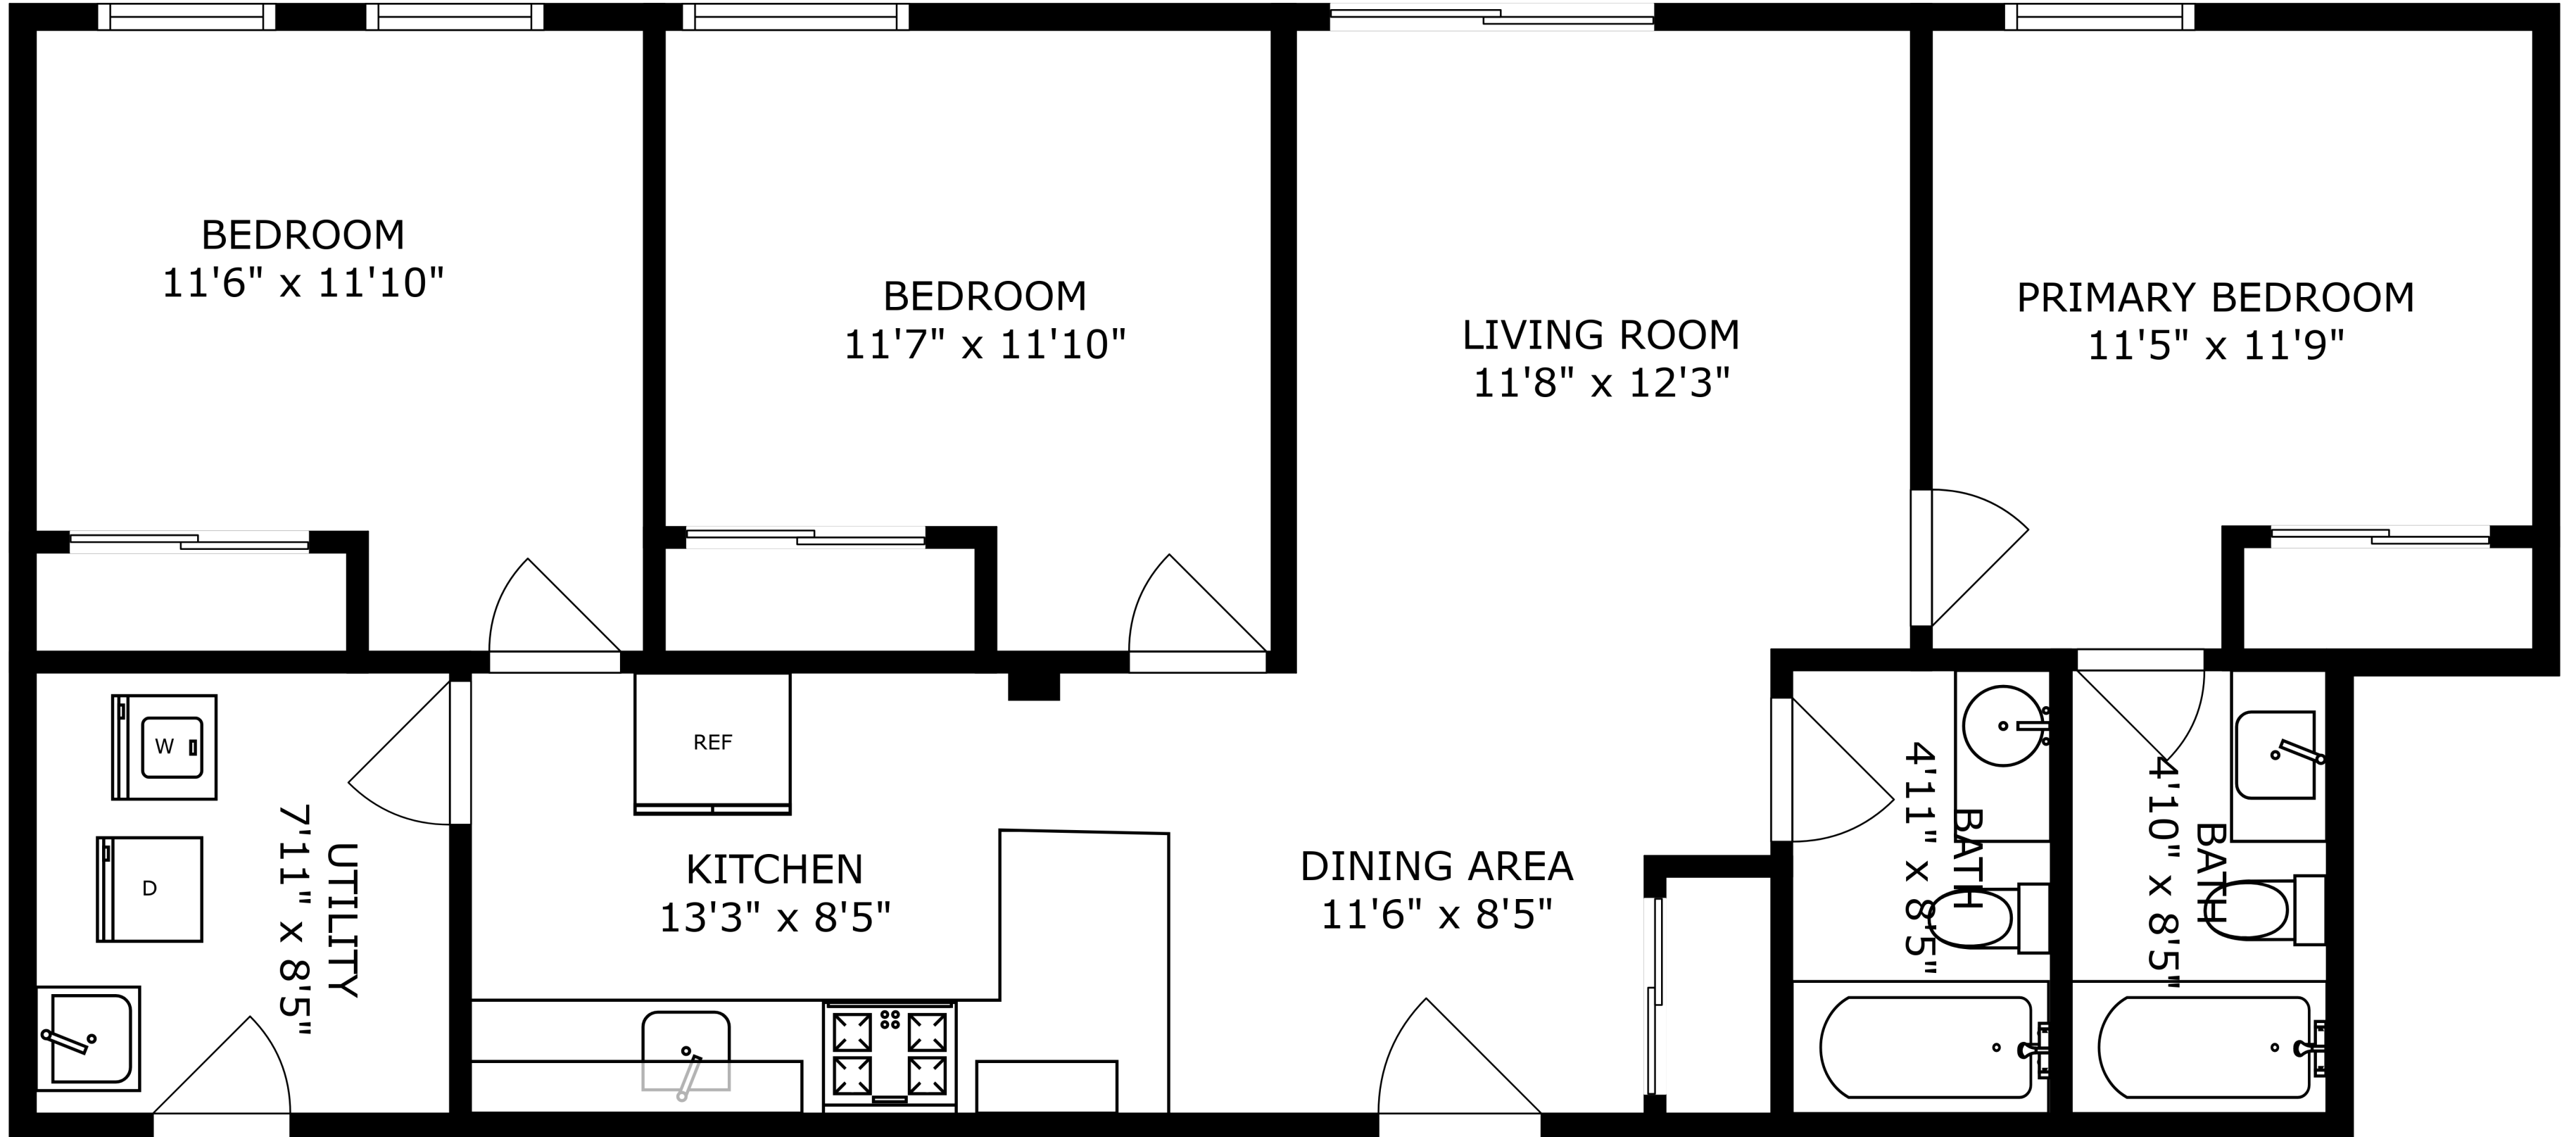 BEDROOM
11'6" x 11'10"
BEDROOM
11'7" x 11'10"
LIVING ROOM
11'8" x 12'3"
PRIMARY BEDROOM
11'5" x 11'9"
W
D
UTILITY
7'11" x 8'5"
REF
KITCHEN
13'3" x 8'5"
DINING AREA
11'6" x 8'5"
BATH
4'11" x 8'5"
BATH
4'10" x 8'5"